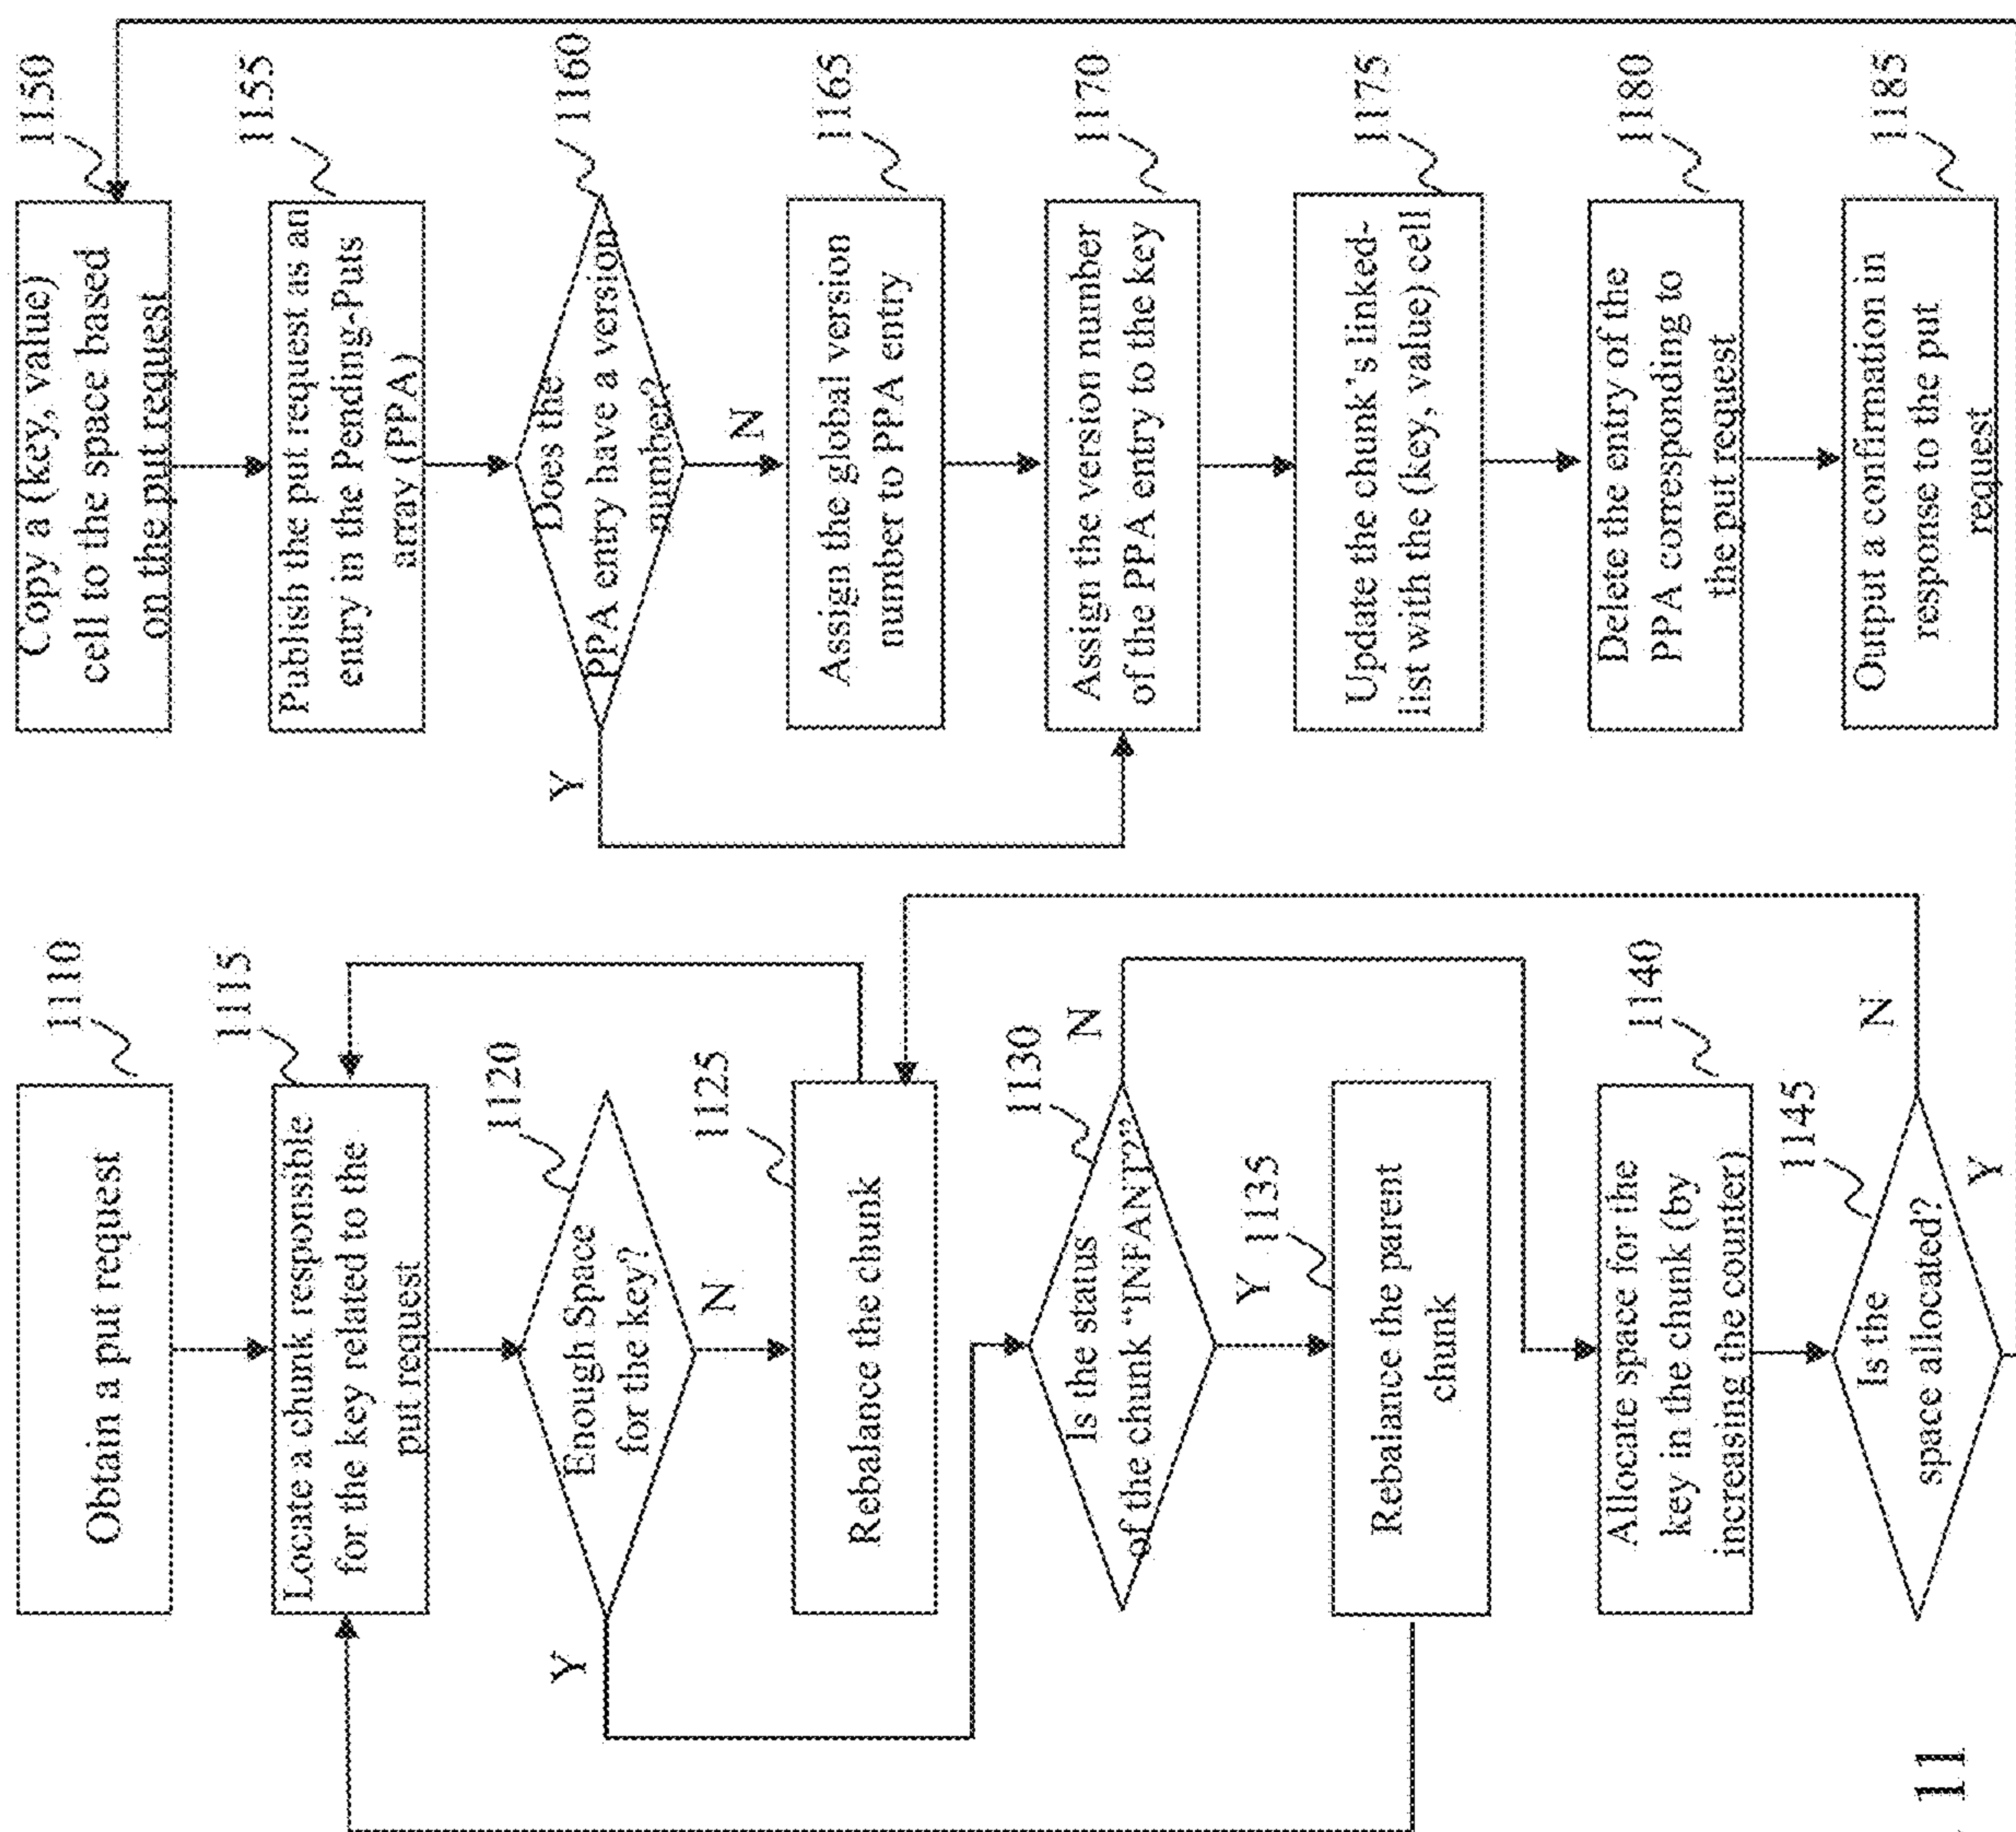 1110
Obtain a put request
1115
Locate a chunk responsible
for the key related to the
put request
1120
Enough Space
for the key?
Y
N
1125
Rebalance the chunk
1130
Is the status
of the chunk “INFANT?”
N
Y
1135
Rebalance the parent
chunk
1140
Allocate space for the
key in the chunk (by
increasing the counter)
1145
Is the
space allocated?
N
Y
1150
Copy a (key, value)
cell to the space based
on the put request
1155
Publish the put request as an
entry in the Pending-Puts
array (PPA)
1160
Does the
PPA entry have a version
number?
Y
N
1165
Assign the global version
number to PPA entry
1170
Assign the version number
of the PPA entry to the key
1175
Update the chunk’s linked-
list with the (key, value) cell
1180
Delete the entry of the
PPA corresponding to
the put request
1185
Output a confirmation in
response to the put
request
11